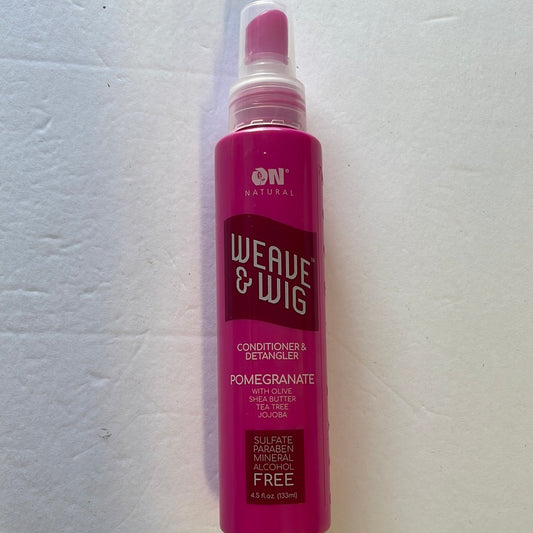 ON®
NATURAL
WEAVE™
& WIG
CONDITIONER &
DETANGLER
POMEGRANATE
WITH OLIVE
SHEA BUTTER
TEA TREE
JOJOBA
SULFATE
PARABEN
MINERAL
ALCOHOL
FREE
4.5 fl.oz. (133ml)